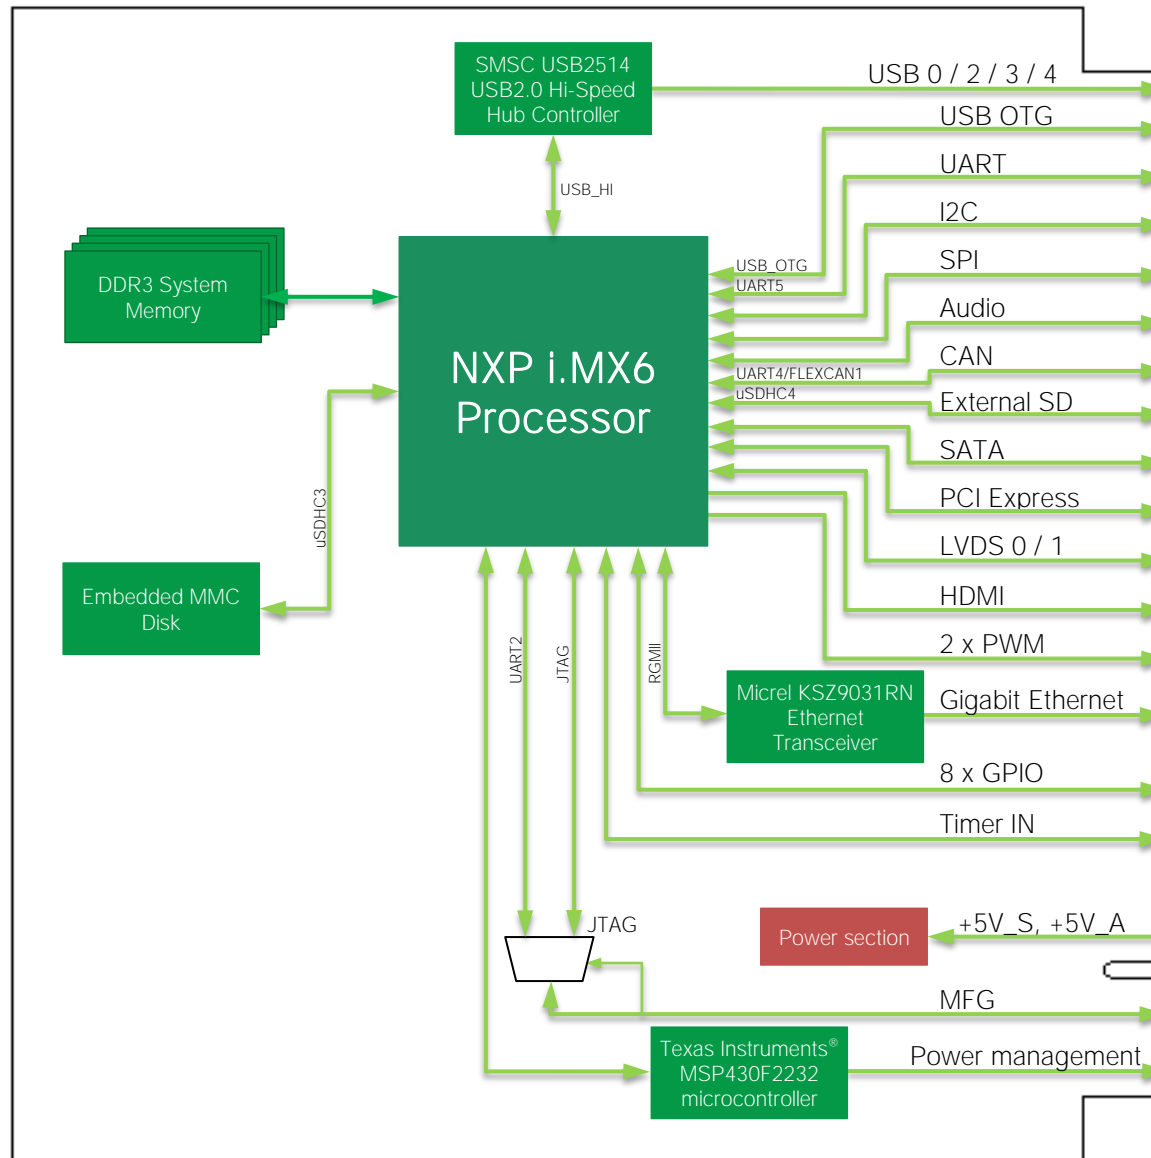 SMSC USB2514
USB2.0 Hi-Speed
Hub Controller
USB 0 / 2 / 3 / 4
USB OTG
UART
USB_HI
I2C
SPI
USB_OTG
UART5
DDR3 System
Memory
Audio
NXP i.MX6
Processor
CAN
UART4/FLEXCAN1
uSDHC4
External SD
SATA
PCI Express
uSDHC3
LVDS 0 / 1
Embedded MMC
Disk
HDMI
2 x PWM
UART2
JTAG
RGMII
Micrel KSZ9031RN
Ethernet
Transceiver
Gigabit Ethernet
8 x GPIO
Timer IN
JTAG
Power section
+5V_S, +5V_A
MFG
Texas Instruments®
MSP430F2232
microcontroller
Power management